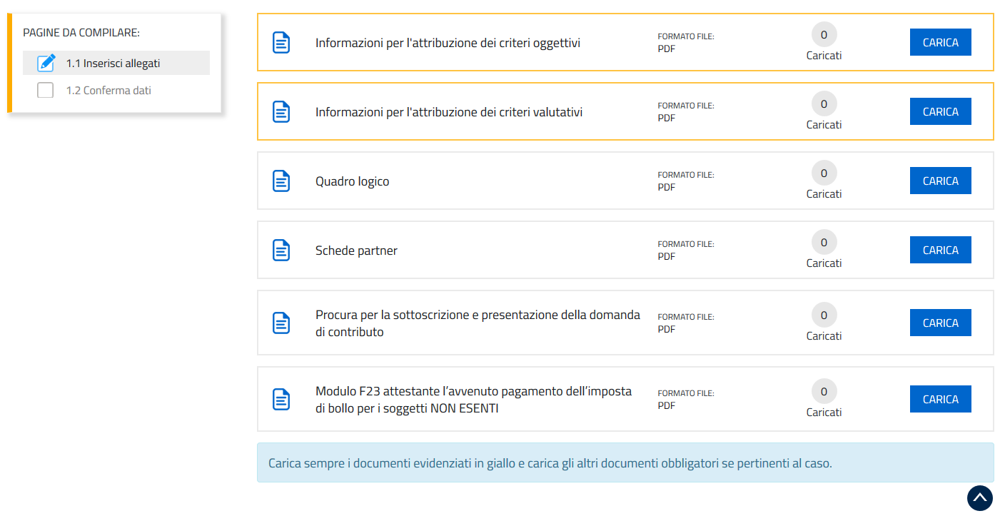 PAGINE DA COMPILARE:
1.1 Inserisci allegati
1.2 Conferma dati
Informazioni per l'attribuzione dei criteri oggettivi
FORMATO FILE:
PDF
0
Caricati
CARICA
Informazioni per l'attribuzione dei criteri valutativi
FORMATO FILE:
PDF
0
Caricati
CARICA
Quadro logico
FORMATO FILE:
PDF
0
Caricati
CARICA
Schede partner
FORMATO FILE:
PDF
0
Caricati
CARICA
Procura per la sottoscrizione e presentazione della domanda
di contributo
FORMATO FILE:
PDF
0
Caricati
CARICA
Modulo F23 attestante l’avvenuto pagamento dell’imposta
di bollo per i soggetti NON ESENTI
FORMATO FILE:
PDF
0
Caricati
CARICA
Carica sempre i documenti evidenziati in giallo e carica gli altri documenti obbligatori se pertinenti al caso.